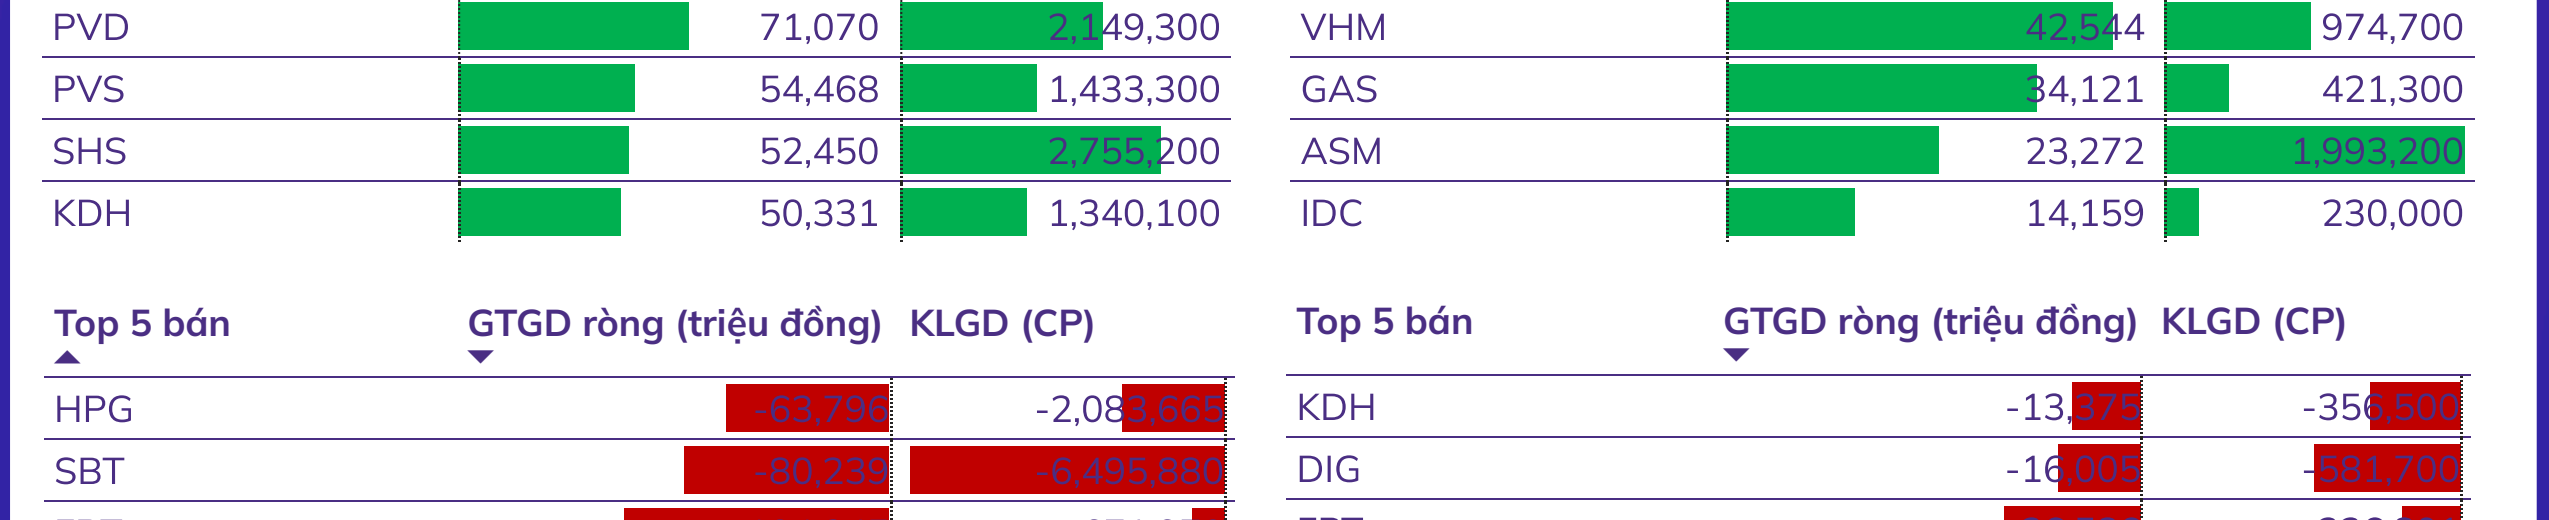 PVD 71,070 2,149,300 VHM 42,544 974,700
PVS 54,468 1,433,300 GAS 34,121 421,300
SHS 52,450 2,755,200 ASM 23,272 1,993,200
KDH 50,331 1,340,100 IDC 14,159 230,000
Top 5 bán GTGD ròng (triệu đồng) KLGD (CP) Top 5 bán GTGD ròng (triệu đồng) KLGD (CP)
HPG -63,796 -2,083,665 KDH -13,375 -356,500
SBT -80,239 -6,495,880 DIG -16,005 -581,700